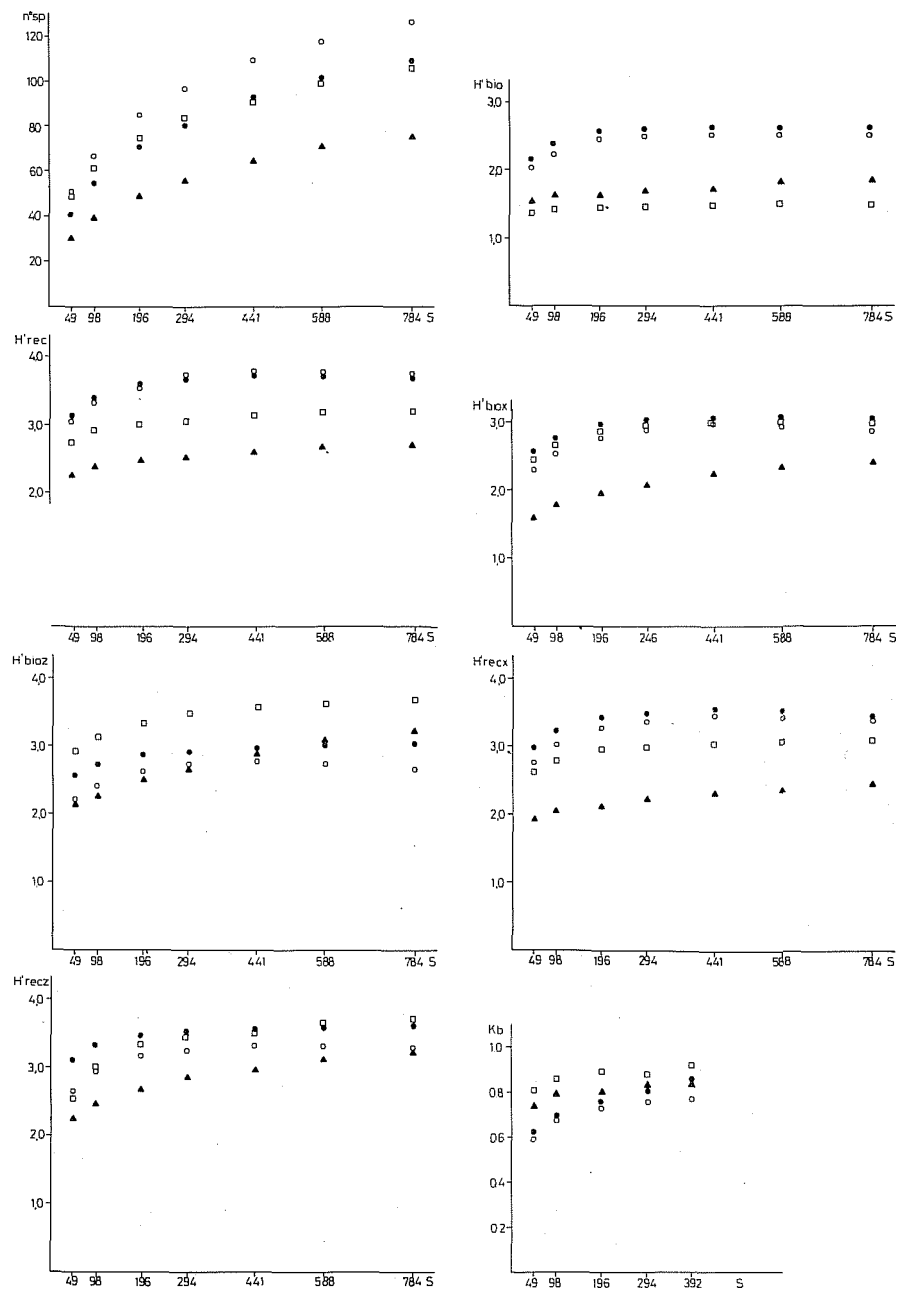 n°sp
120
100
80
60
40
20
49 98 196 294 441 588 784 S
H'bio
3,0
2,0
1,0
49 98 196 294 441 588 784 S
H'rec
4,0
3,0
2,0
49 98 196 294 441 588 784 S
H'biox
3,0
2,0
1,0
49 98 196 246 441 588 784 S
H'bioz
4,0
3,0
2,0
1,0
49 98 196 294 441 588 784 S
H'recx
4,0
3,0
2,0
1,0
49 98 196 294 441 588 784 S
H'recz
4,0
3,0
2,0
1,0
49 98 196 294 441 588 784 S
Kb
1.0
0.8
0.6
0.4
0.2
49 98 196 294 392 S